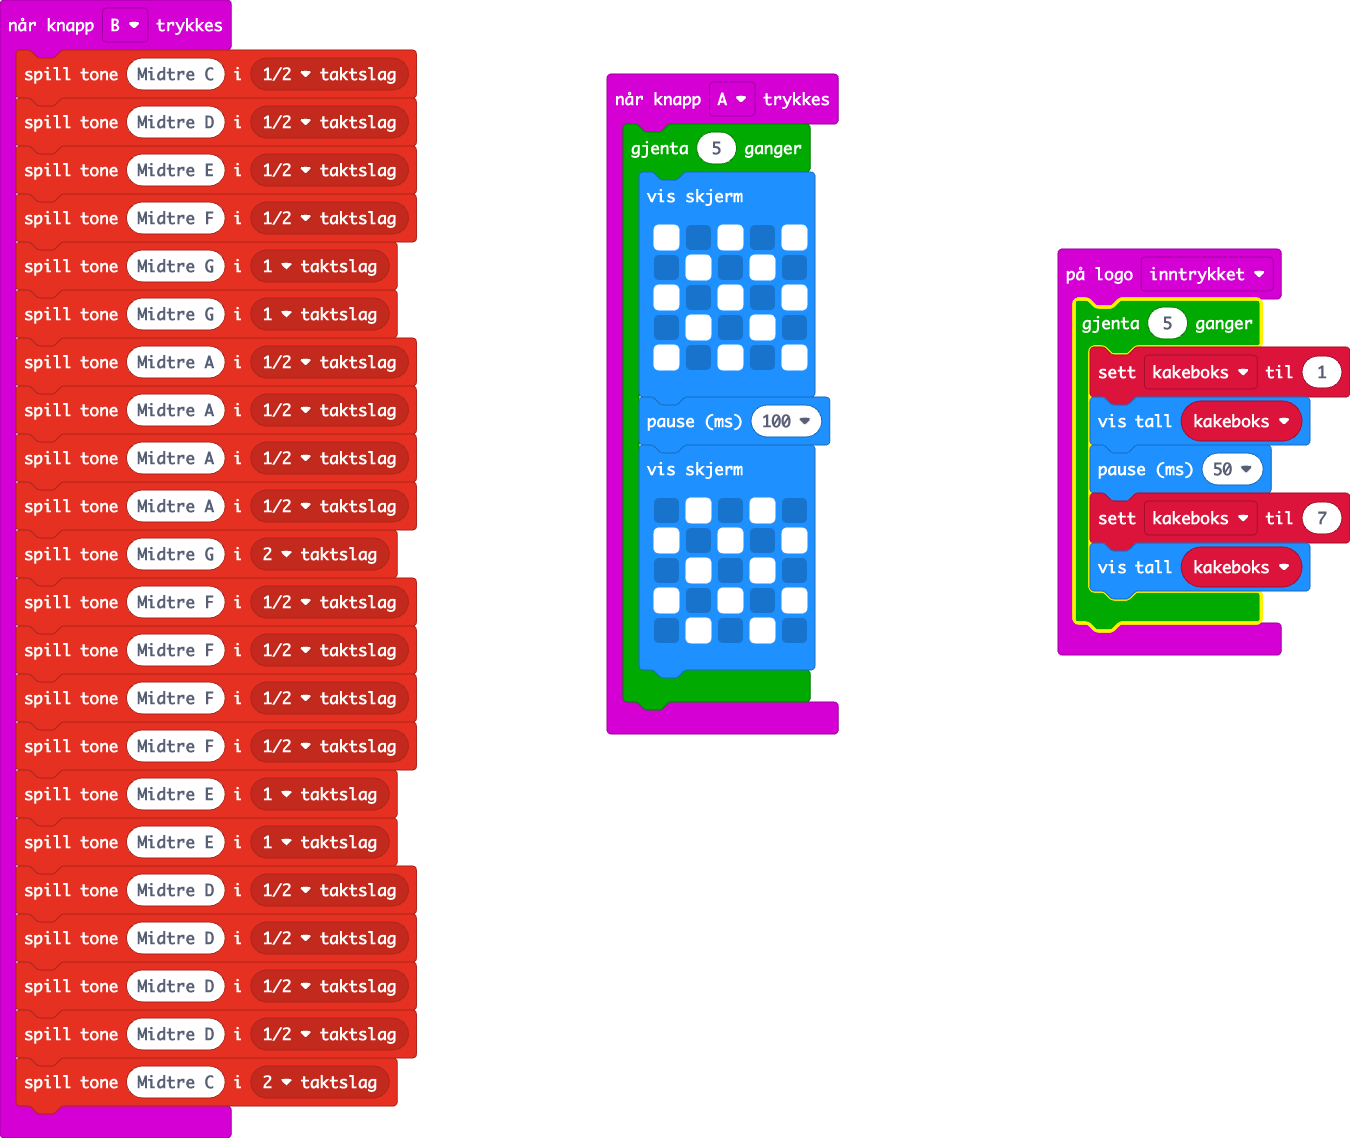 når knapp B trykkes
spill tone Midtre C i 1/2 taktslag
spill tone Midtre D i 1/2 taktslag
spill tone Midtre E i 1/2 taktslag
spill tone Midtre F i 1/2 taktslag
spill tone Midtre G i 1 taktslag
spill tone Midtre G i 1 taktslag
spill tone Midtre A i 1/2 taktslag
spill tone Midtre A i 1/2 taktslag
spill tone Midtre A i 1/2 taktslag
spill tone Midtre A i 1/2 taktslag
spill tone Midtre G i 2 taktslag
spill tone Midtre F i 1/2 taktslag
spill tone Midtre F i 1/2 taktslag
spill tone Midtre F i 1/2 taktslag
spill tone Midtre F i 1/2 taktslag
spill tone Midtre E i 1 taktslag
spill tone Midtre E i 1 taktslag
spill tone Midtre D i 1/2 taktslag
spill tone Midtre D i 1/2 taktslag
spill tone Midtre D i 1/2 taktslag
spill tone Midtre D i 1/2 taktslag
spill tone Midtre C i 2 taktslag
når knapp A trykkes
gjenta 5 ganger
vis skjerm
pause (ms) 100
vis skjerm
på logo inntrykket
gjenta 5 ganger
sett kakeboks til 1
vis tall kakeboks
pause (ms) 50
sett kakeboks til 7
vis tall kakeboks